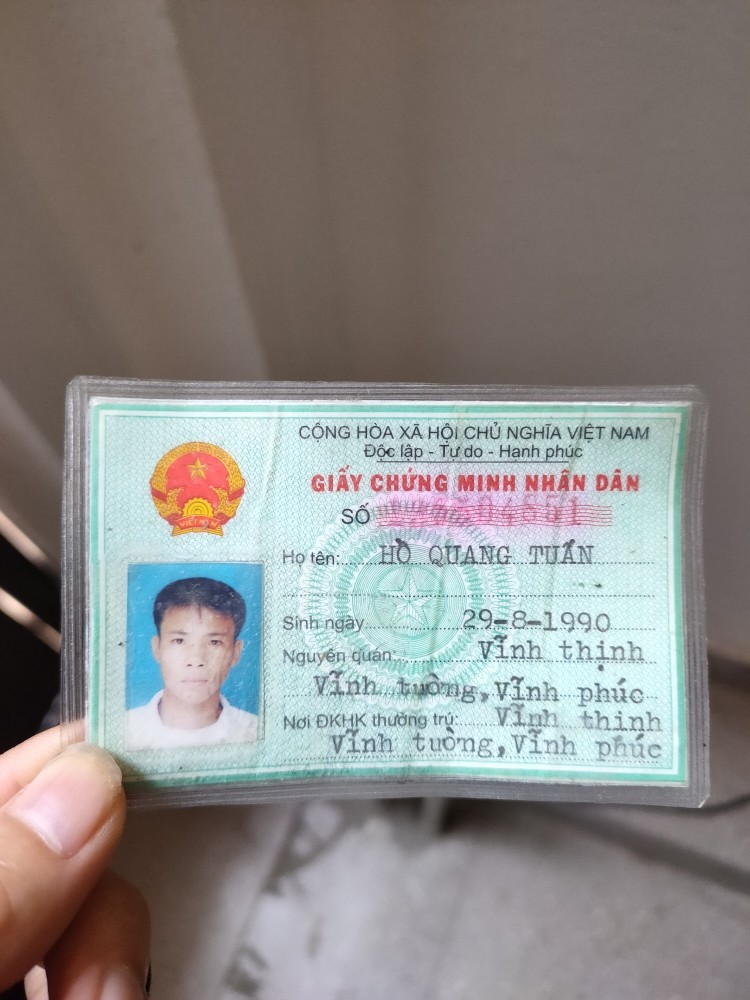 CỘNG HÒA XÃ HỘI CHỦ NGHĨA VIỆT NAM
Độc lập - Tự do - Hạnh phúc
GIẤY CHỨNG MINH NHÂN DÂN
SỐ
Họ tên: HỒ QUANG TUẤN
Sinh ngày 29-8-1990
Nguyên quán: Vĩnh thịnh
Vĩnh tường, Vĩnh phúc
Nơi ĐKHK thường trú: Vĩnh thịnh
Vĩnh tường, Vĩnh phúc
VIỆT NAM